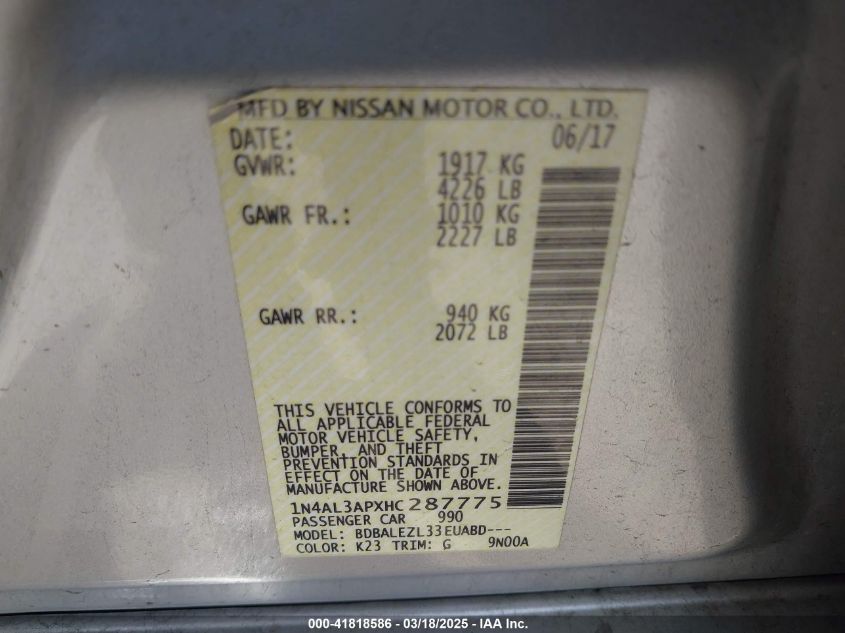 MFD BY NISSAN MOTOR CO., LTD.
DATE: 06/17
GVWR: 1917 KG
4226 LB
GAWR FR.: 1010 KG
2227 LB
GAWR RR.: 940 KG
2072 LB
THIS VEHICLE CONFORMS TO
ALL APPLICABLE FEDERAL
MOTOR VEHICLE SAFETY,
BUMPER, AND THEFT
PREVENTION STANDARDS IN
EFFECT ON THE DATE OF
MANUFACTURE SHOWN ABOVE.
1N4AL3APXHC287775
PASSENGER CAR 990
MODEL: BDBALEZL33EUABD---
COLOR: K23 TRIM: G 9N00A
000-41818586 - 03/18/2025 - IAA Inc.